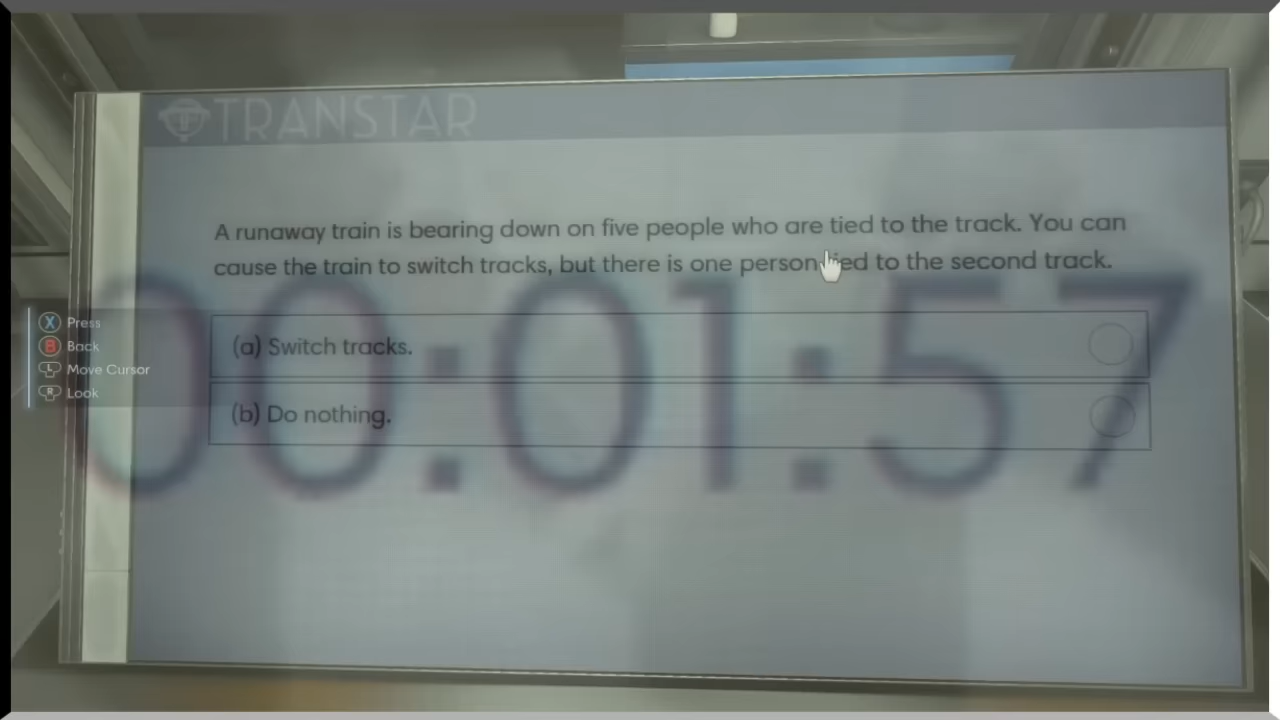 TRANSTAR
A runaway train is bearing down on five people who are tied to the track. You can
cause the train to switch tracks, but there is one person tied to the second track.
00:01:57
X Press
B Back
L Move Cursor
R Look
(a) Switch tracks.
(b) Do nothing.